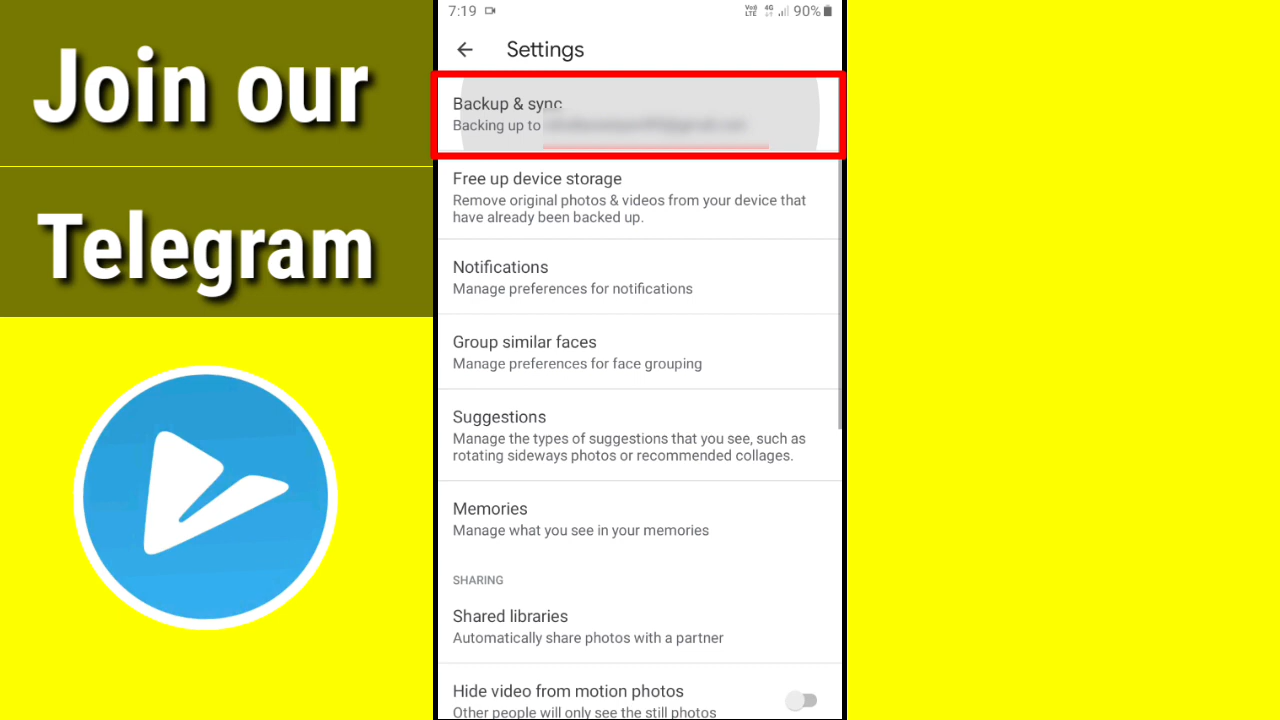 Join our
Telegram
7:19
VoD LTE 4G 90%
Settings
Backup & sync
Backing up to
Free up device storage
Remove original photos & videos from your device that
have already been backed up.
Notifications
Manage preferences for notifications
Group similar faces
Manage preferences for face grouping
Suggestions
Manage the types of suggestions that you see, such as
rotating sideways photos or recommended collages.
Memories
Manage what you see in your memories
SHARING
Shared libraries
Automatically share photos with a partner
Hide video from motion photos
Other people will only see the still photos